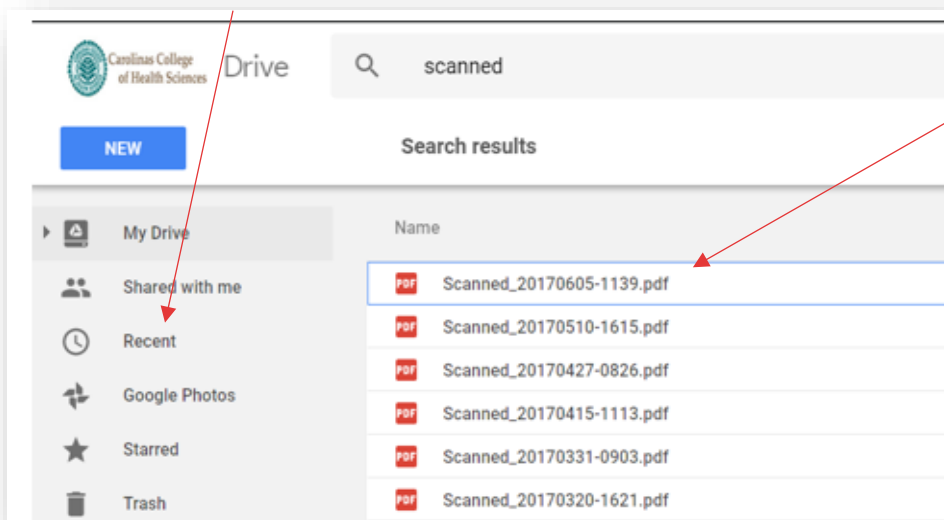 Carolinas College
of Health Sciences
Drive
scanned
NEW
Search results
My Drive
Shared with me
Recent
Google Photos
Starred
Trash
Name
PDF Scanned_20170605-1139.pdf
PDF Scanned_20170510-1615.pdf
PDF Scanned_20170427-0826.pdf
PDF Scanned_20170415-1113.pdf
PDF Scanned_20170331-0903.pdf
PDF Scanned_20170320-1621.pdf